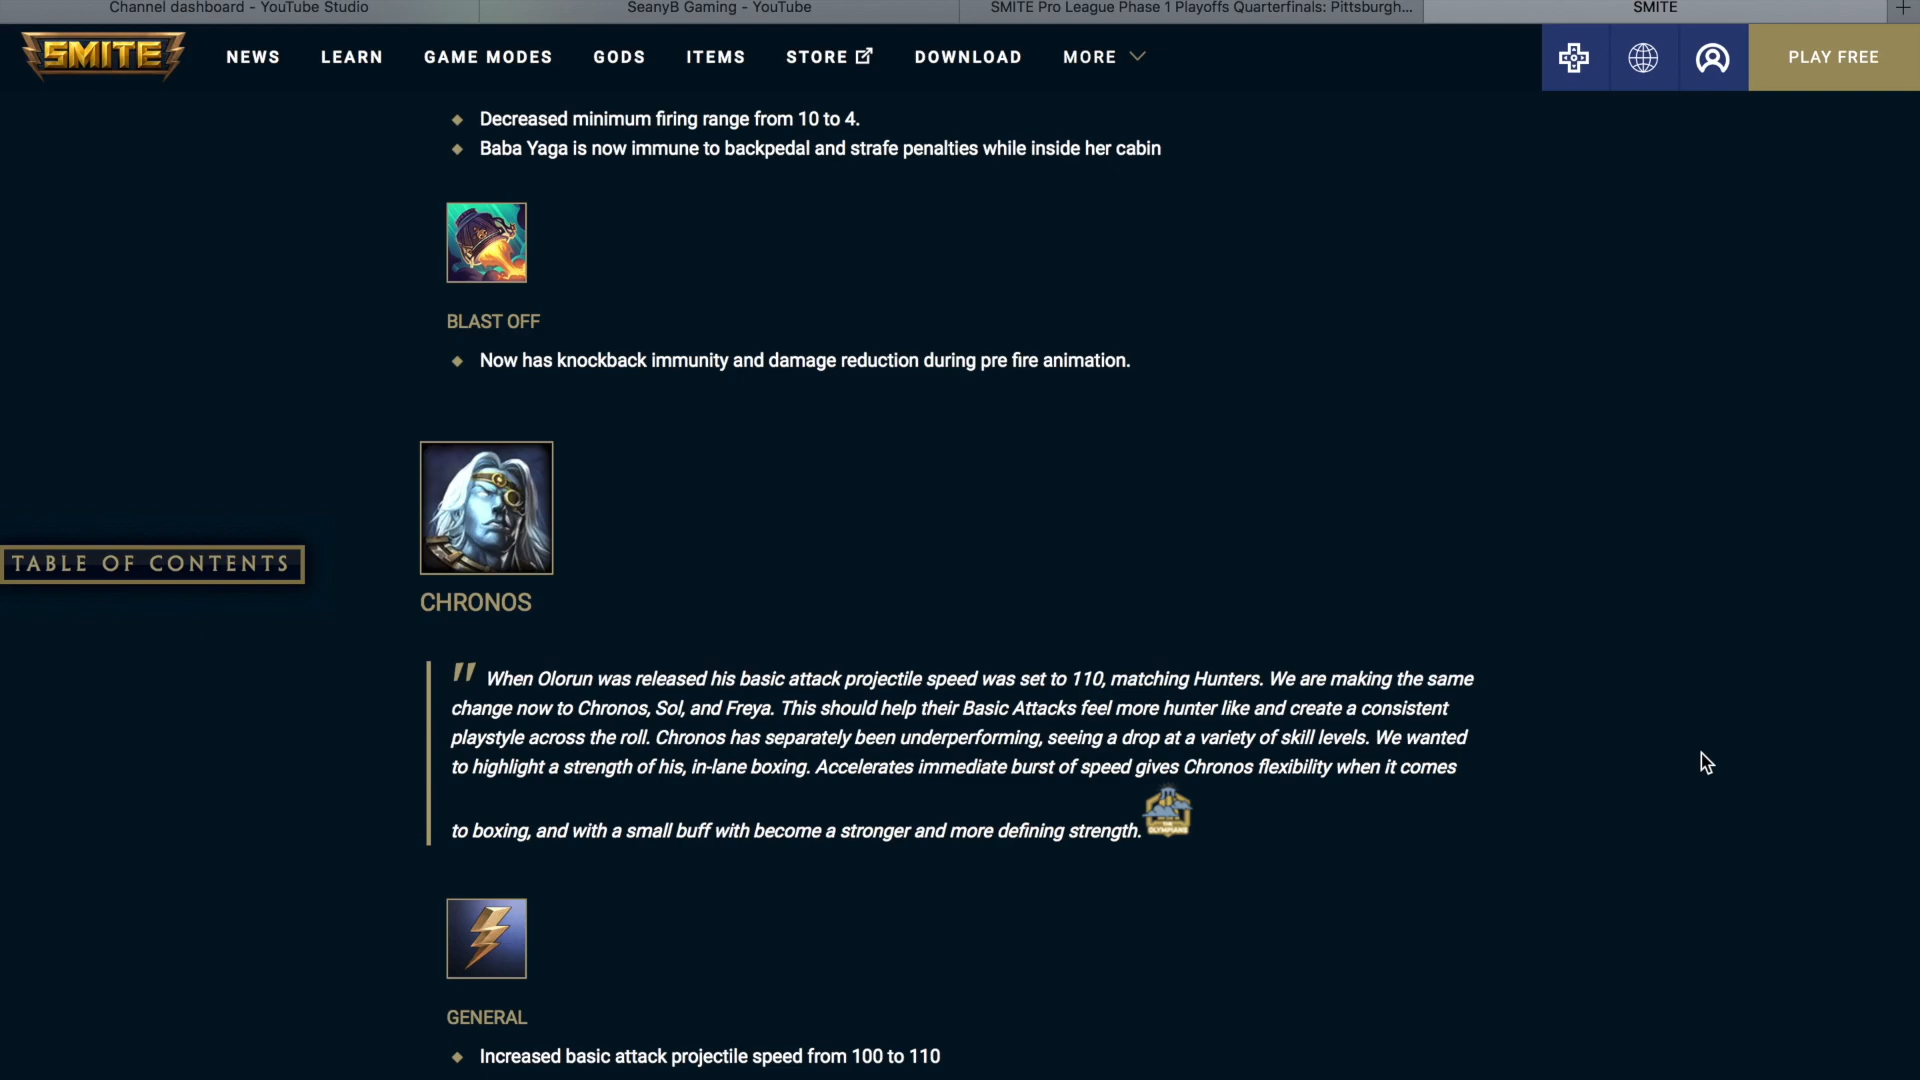 Channel dashboard - YouTube Studio
SeanyB Gaming - YouTube
SMITE Pro League Phase 1 Playoffs Quarterfinals: Pittsburgh...
SMITE
SMITE
NEWS
LEARN
GAME MODES
GODS
ITEMS
STORE
DOWNLOAD
MORE
PLAY FREE
Decreased minimum firing range from 10 to 4.
Baba Yaga is now immune to backpedal and strafe penalties while inside her cabin
BLAST OFF
Now has knockback immunity and damage reduction during pre fire animation.
TABLE OF CONTENTS
CHRONOS
" When Olorun was released his basic attack projectile speed was set to 110, matching Hunters. We are making the same
change now to Chronos, Sol, and Freya. This should help their Basic Attacks feel more hunter like and create a consistent
playstyle across the roll. Chronos has separately been underperforming, seeing a drop at a variety of skill levels. We wanted
to highlight a strength of his, in-lane boxing. Accelerates immediate burst of speed gives Chronos flexibility when it comes
to boxing, and with a small buff with become a stronger and more defining strength.
OLYMPIANS
GENERAL
Increased basic attack projectile speed from 100 to 110